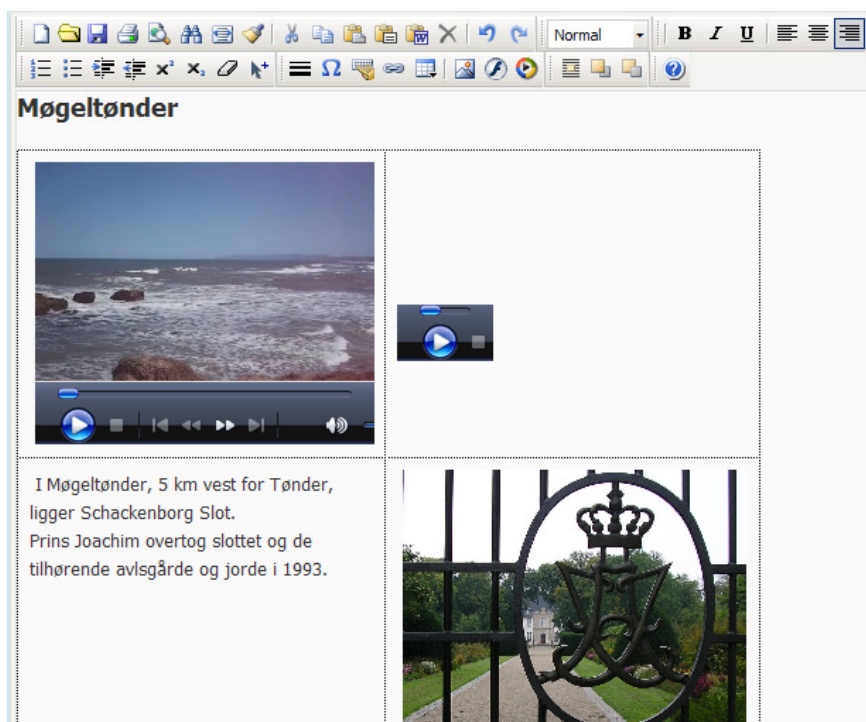 Normal
B I U
Møgeltønder
I Møgeltønder, 5 km vest for Tønder,
ligger Schackenborg Slot.
Prins Joachim overtog slottet og de
tilhørende avlsgårde og jorde i 1993.